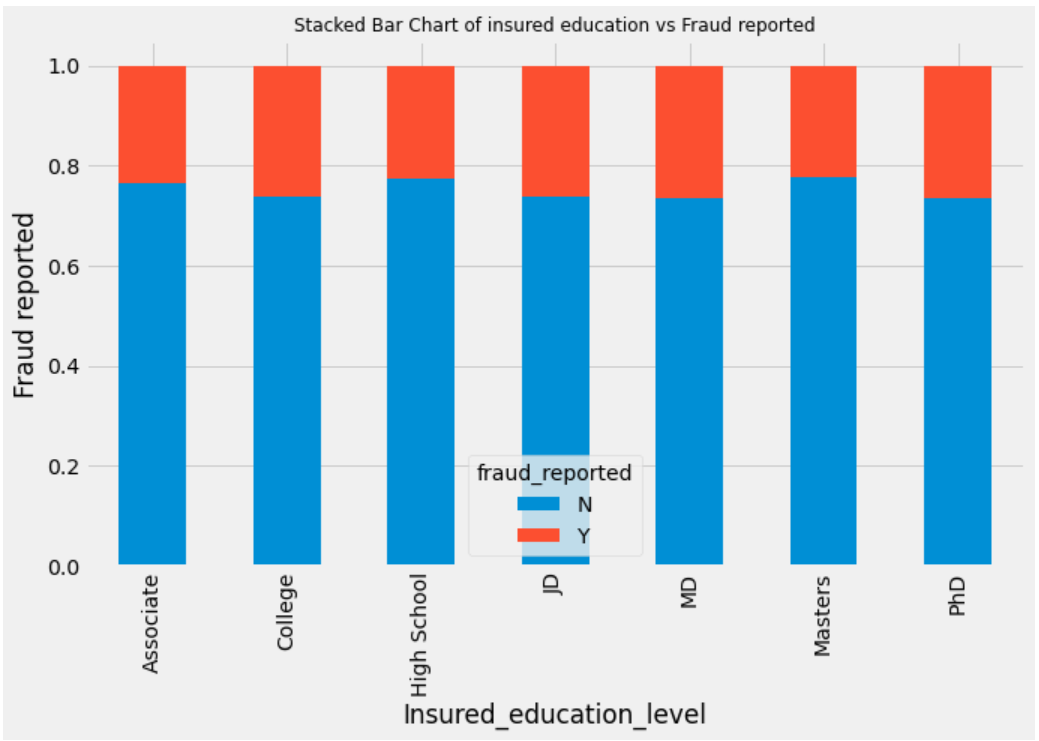 Stacked Bar Chart of insured education vs Fraud reported
Fraud reported
1.0
0.8
0.6
0.4
0.2
0.0
fraud_reported
N
Y
Associate
College
High School
JD
MD
Masters
PhD
Insured_education_level